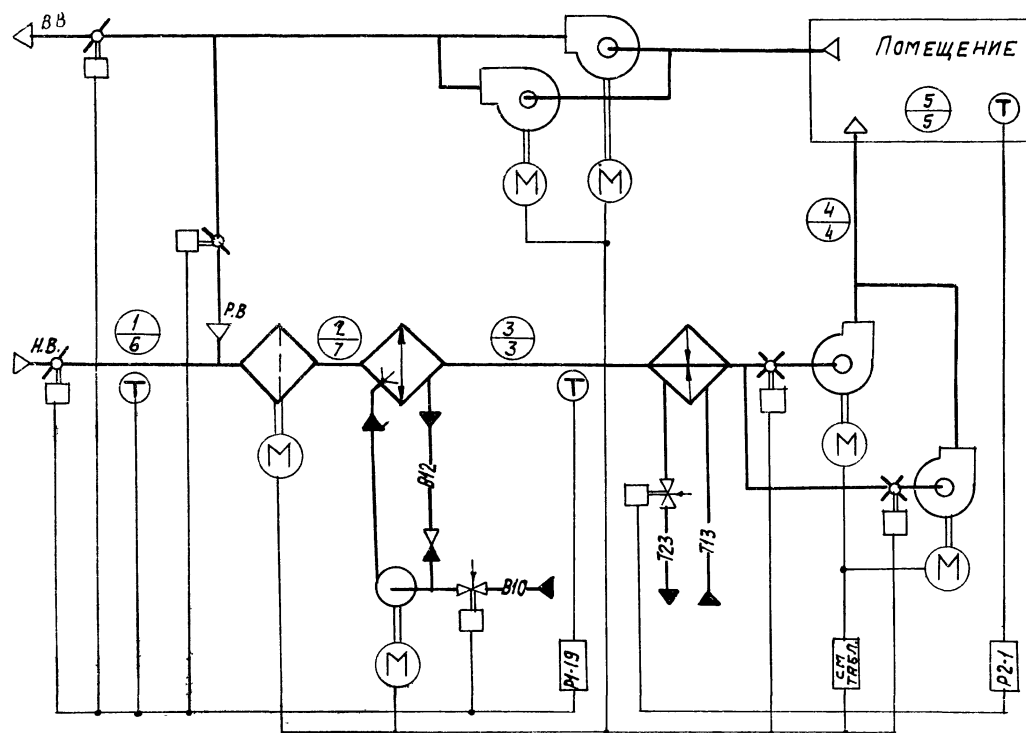 ВВ
ПОМЕЩЕНИЕ
5
5
Т
М
М
4
4
1
6
Р.В
2
7
3
3
Н.В.
Т
Т
М
М
В12
Т23
Т13
В10
М
М
Р1-19
СМ
ТАБЛ.
Р2-1